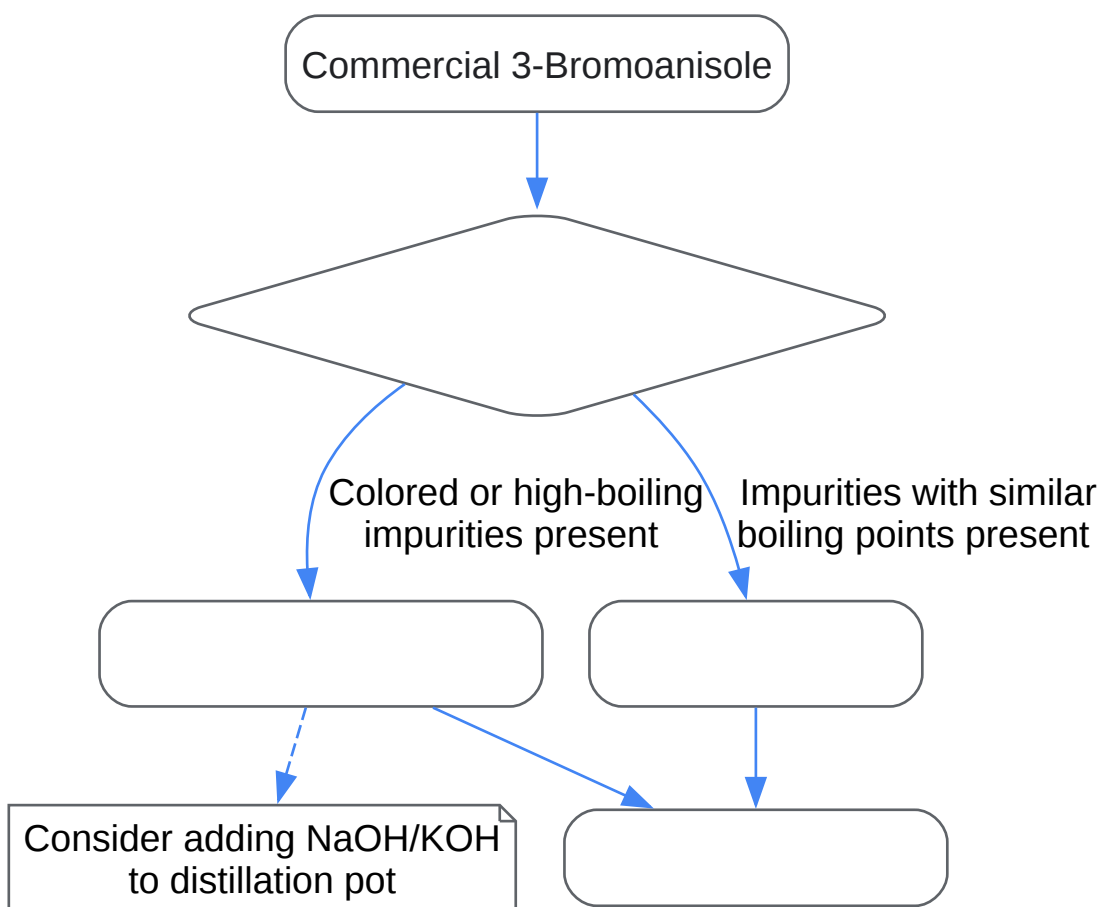 Commercial 3-Bromoanisole
Colored or high-boiling
impurities present
Impurities with similar
boiling points present
Consider adding NaOH/KOH
to distillation pot